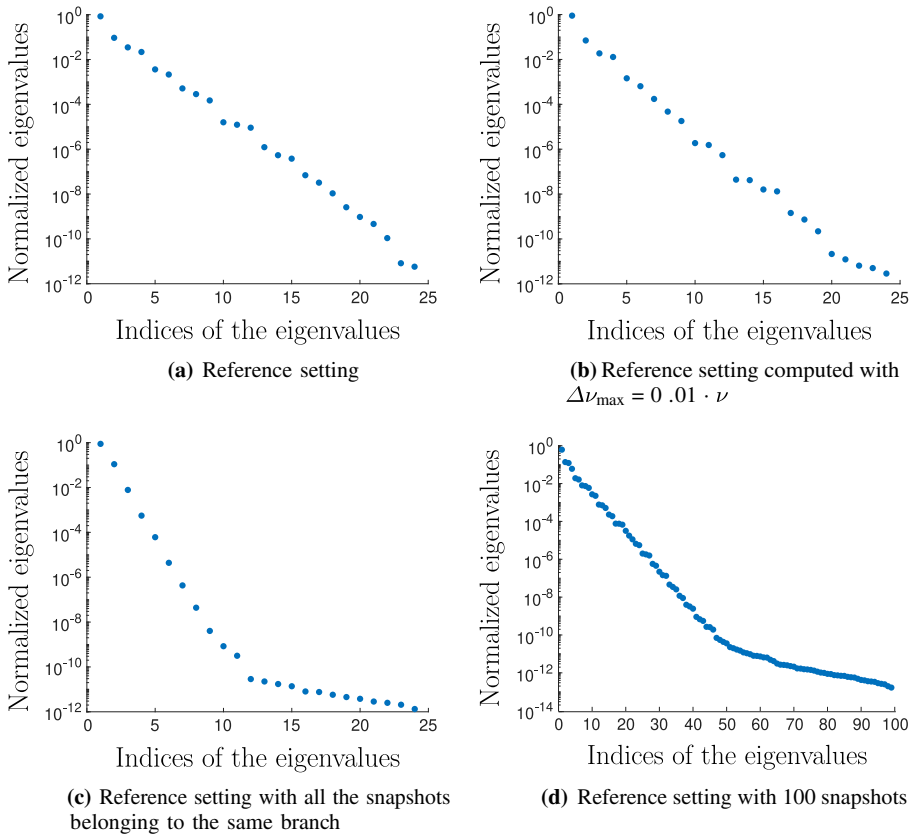 Normalized eigenvalues
10^0
10^-2
10^-4
10^-6
10^-8
10^-10
10^-12
0 5 10 15 20 25
Indices of the eigenvalues
(a) Reference setting
Normalized eigenvalues
10^0
10^-2
10^-4
10^-6
10^-8
10^-10
10^-12
0 5 10 15 20 25
Indices of the eigenvalues
(b) Reference setting computed with
Δν_max = 0 .01 · ν
Normalized eigenvalues
10^0
10^-2
10^-4
10^-6
10^-8
10^-10
10^-12
0 5 10 15 20 25
Indices of the eigenvalues
(c) Reference setting with all the snapshots
belonging to the same branch
Normalized eigenvalues
10^0
10^-2
10^-4
10^-6
10^-8
10^-10
10^-12
10^-14
0 10 20 30 40 50 60 70 80 90 100
Indices of the eigenvalues
(d) Reference setting with 100 snapshots